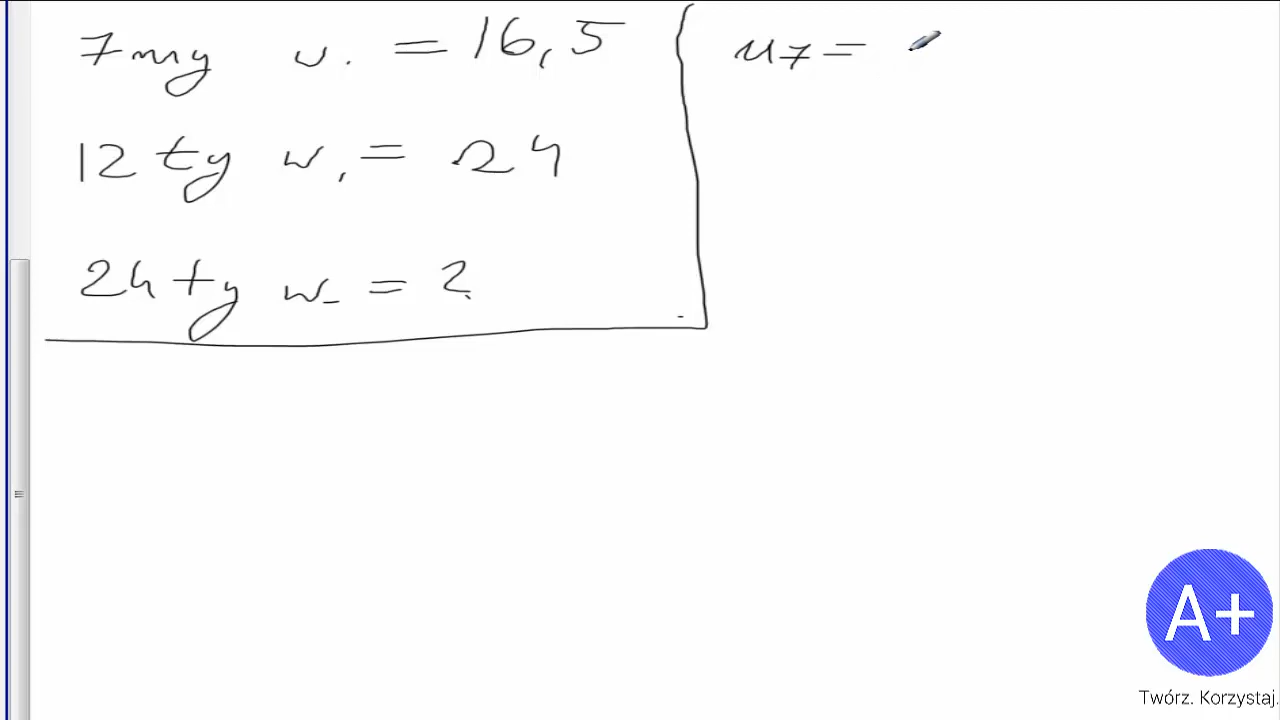 7my w. = 16,5
u7 =
12ty w. = 24
24ty w. = ?
A+
Twórz. Korzystaj.